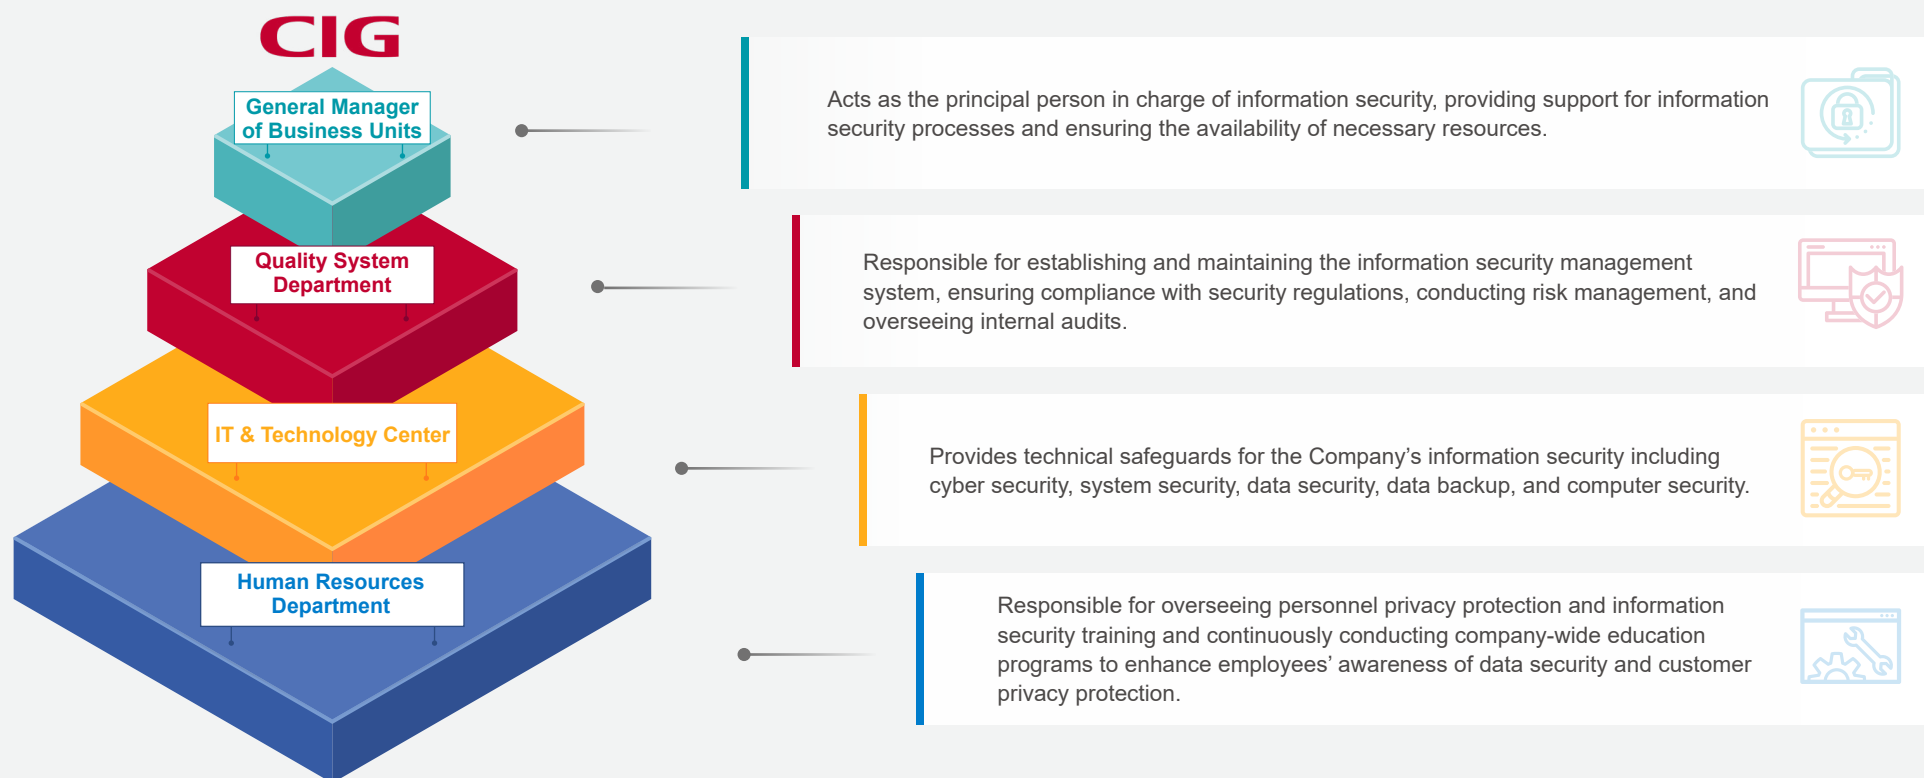 CIG
General Manager
of Business Units
Acts as the principal person in charge of information security, providing support for information
security processes and ensuring the availability of necessary resources.
Quality System
Department
Responsible for establishing and maintaining the information security management
system, ensuring compliance with security regulations, conducting risk management, and
overseeing internal audits.
IT & Technology Center
Provides technical safeguards for the Company’s information security including
cyber security, system security, data security, data backup, and computer security.
Human Resources
Department
Responsible for overseeing personnel privacy protection and information
security training and continuously conducting company-wide education
programs to enhance employees’ awareness of data security and customer
privacy protection.